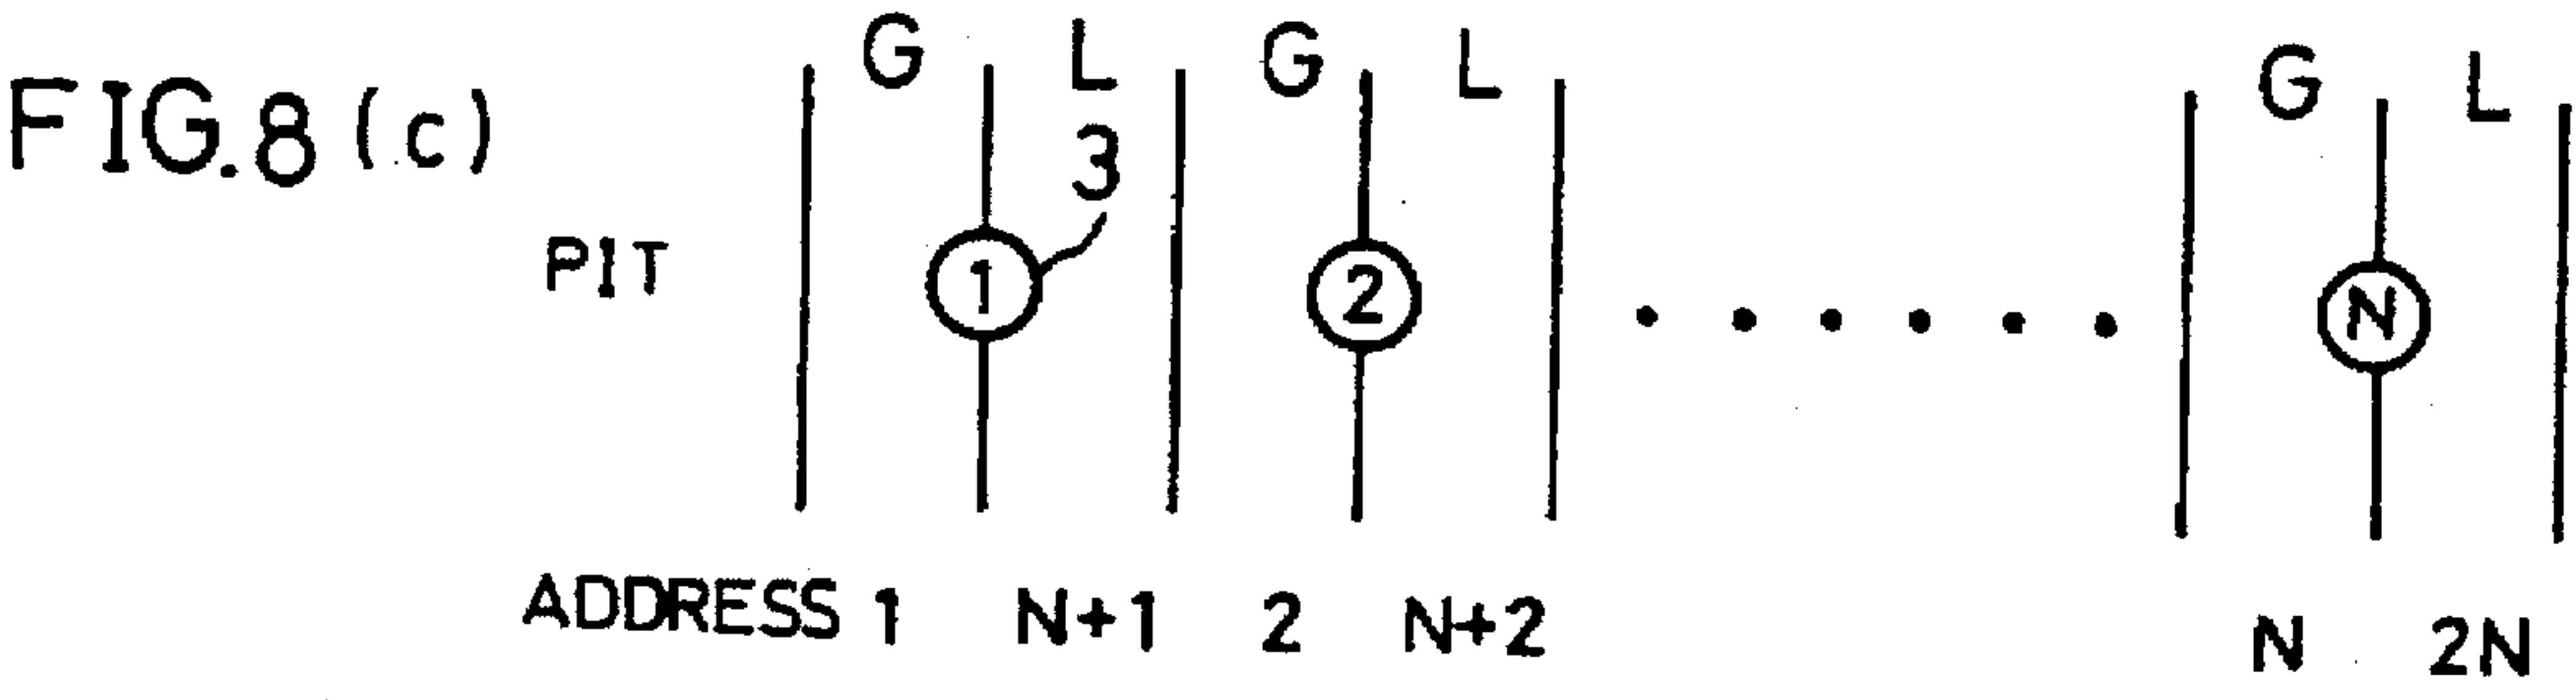 G L G L G L
FIG.8 (c)
3
PIT 1 2 • • • • • • N
ADDRESS 1 N+1 2 N+2 N 2N